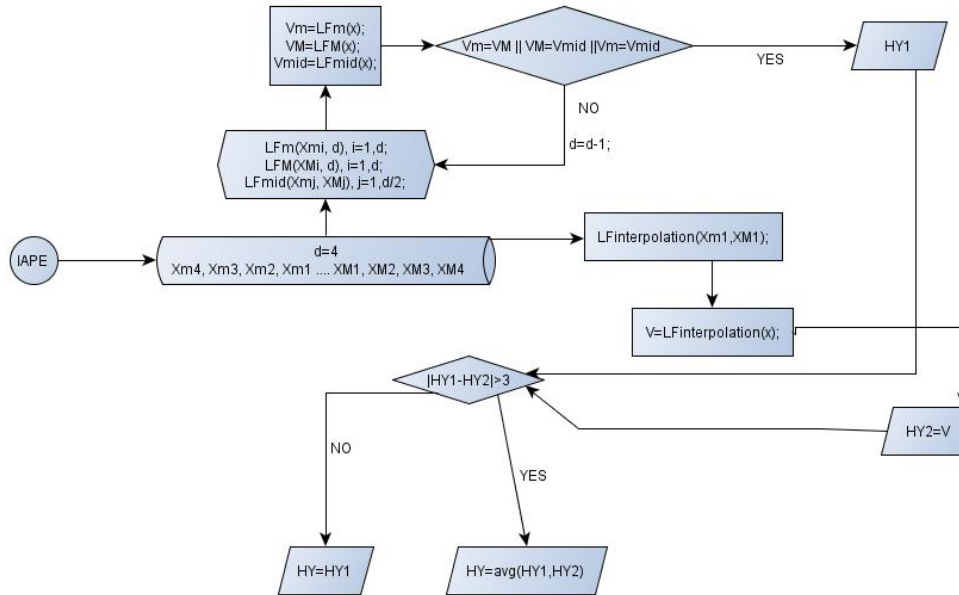 Vm=LFm(x);
VM=LFM(x);
Vmid=LFmid(x);
Vm=VM || VM=Vmid ||Vm=Vmid
YES
HY1
NO
d=d-1;
LFm(Xmi, d), i=1,d;
LFM(XMi, d), i=1,d;
LFmid(Xmj, XMj), j=1,d/2;
IAPE
d=4
Xm4, Xm3, Xm2, Xm1 .... XM1, XM2, XM3, XM4
LFinterpolation(Xm1,XM1);
V=LFinterpolation(x);
|HY1-HY2|>3
HY2=V
NO
YES
HY=HY1
HY=avg(HY1,HY2)